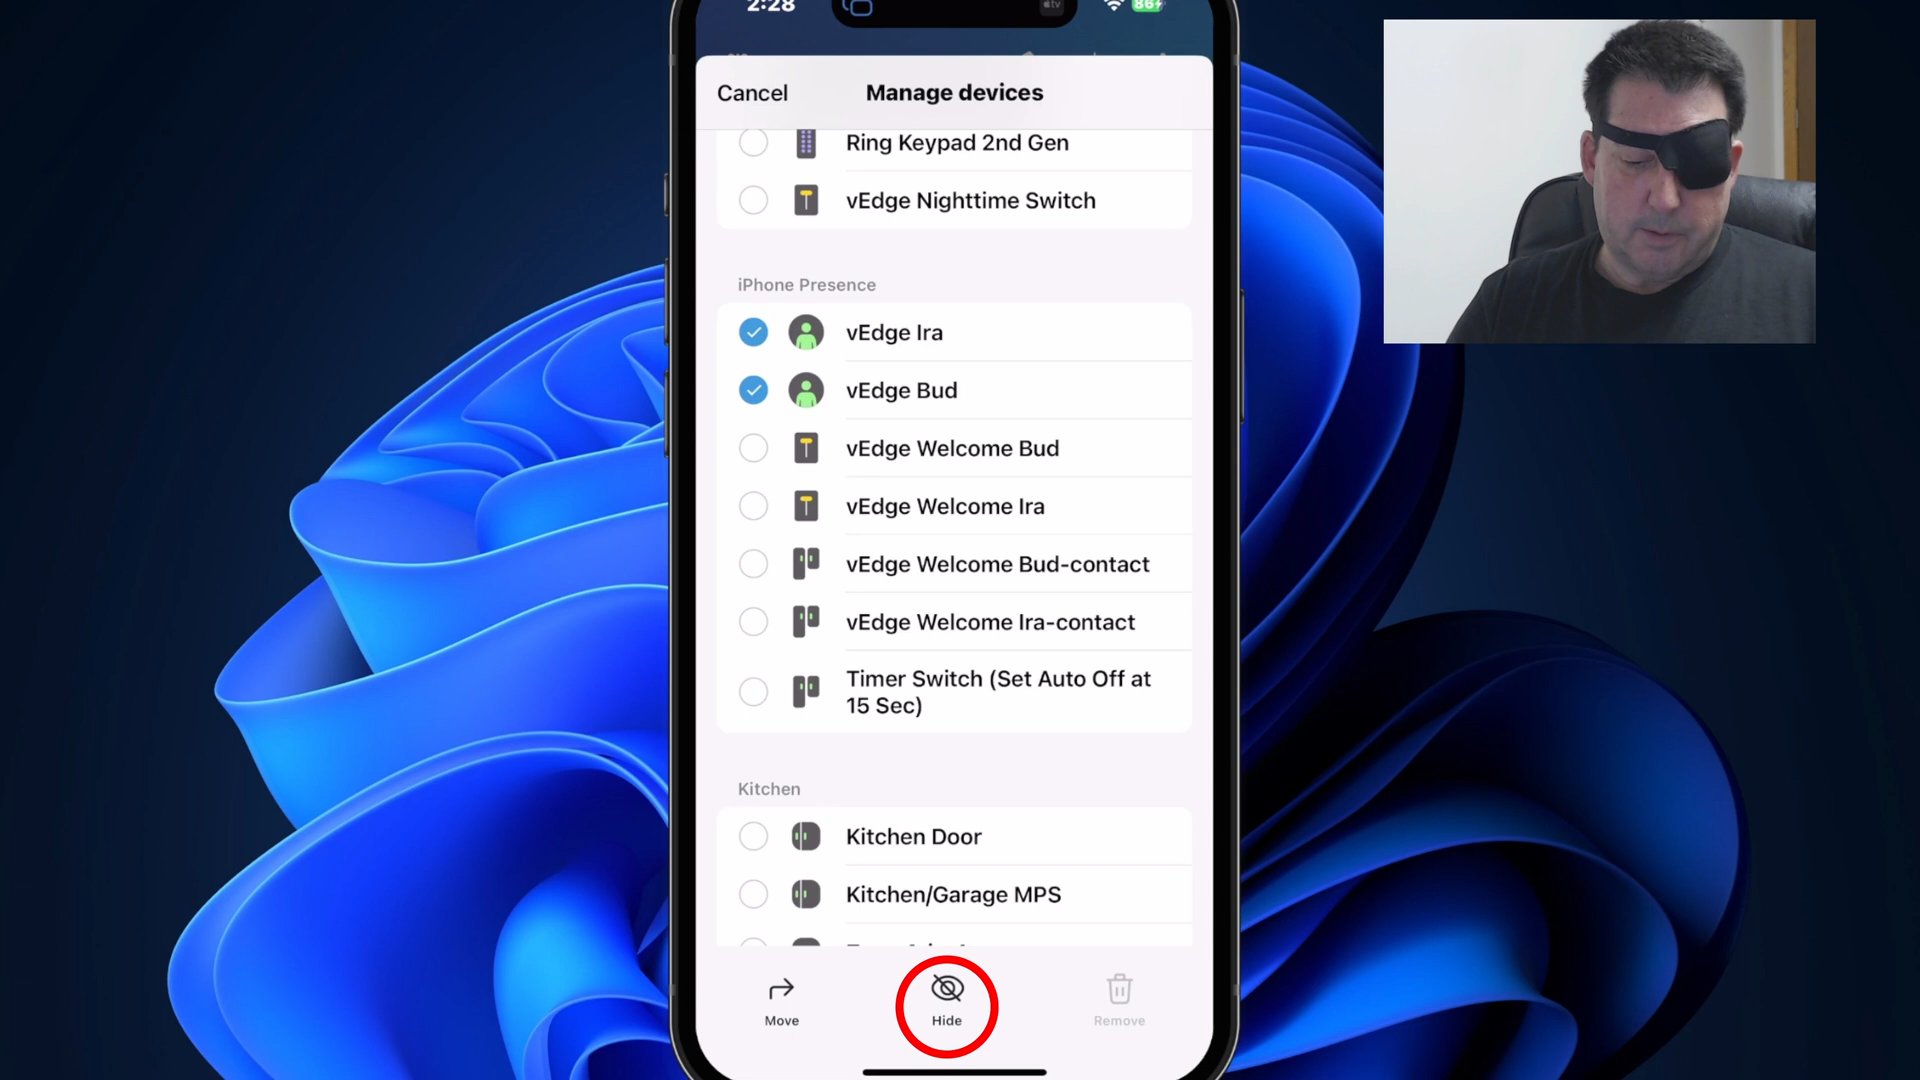 2:28
tv
86
Cancel
Manage devices
Ring Keypad 2nd Gen
vEdge Nighttime Switch
iPhone Presence
vEdge Ira
vEdge Bud
vEdge Welcome Bud
vEdge Welcome Ira
vEdge Welcome Bud-contact
vEdge Welcome Ira-contact
Timer Switch (Set Auto Off at
15 Sec)
Kitchen
Kitchen Door
Kitchen/Garage MPS
Move
Hide
Remove